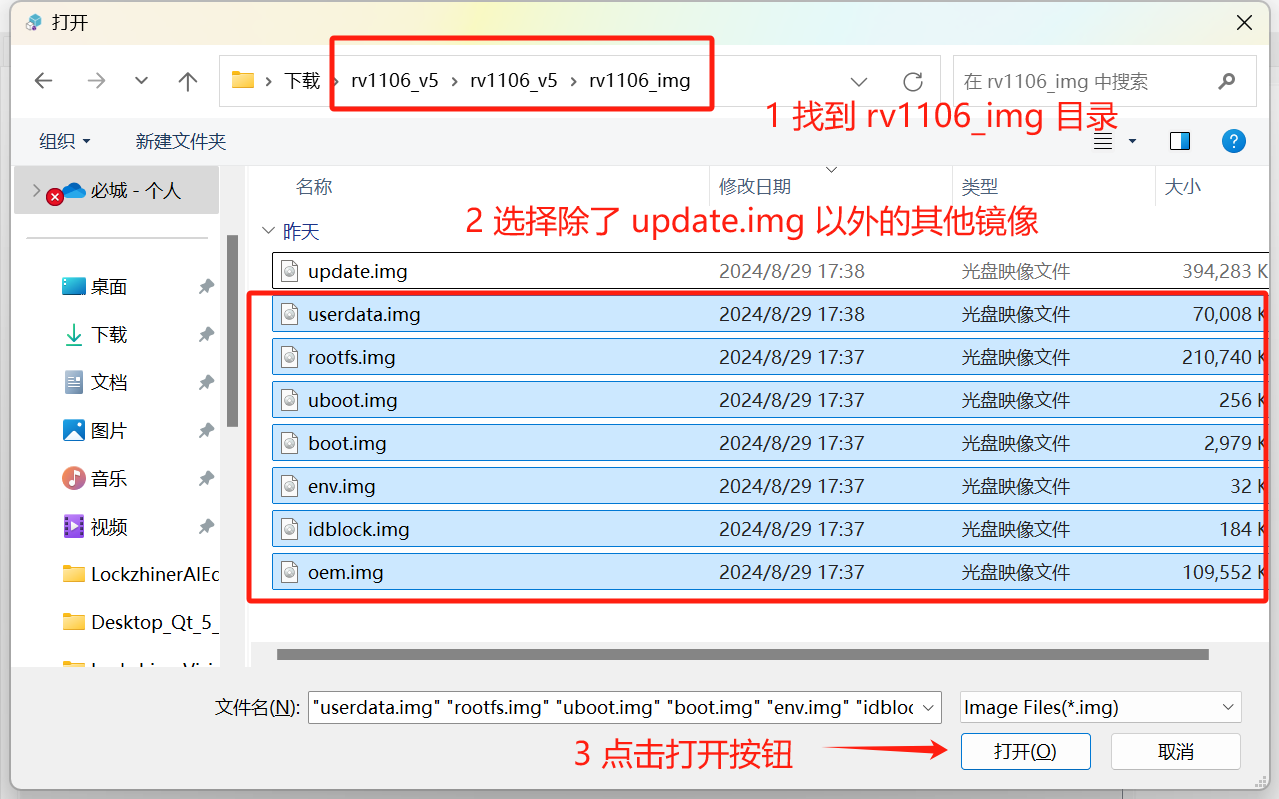 打开
下载 › rv1106_v5 › rv1106_v5 › rv1106_img
在 rv1106_img 中搜索
1 找到 rv1106_img 目录
组织 新建文件夹
必城 - 个人
名称 修改日期 类型 大小
2 选择除了 update.img 以外的其他镜像
昨天
update.img 2024/8/29 17:38 光盘映像文件 394,283 K
userdata.img 2024/8/29 17:38 光盘映像文件 70,008 K
rootfs.img 2024/8/29 17:37 光盘映像文件 210,740 K
uboot.img 2024/8/29 17:37 光盘映像文件 256 K
boot.img 2024/8/29 17:37 光盘映像文件 2,979 K
env.img 2024/8/29 17:37 光盘映像文件 32 K
idblock.img 2024/8/29 17:37 光盘映像文件 184 K
oem.img 2024/8/29 17:37 光盘映像文件 109,552 K
桌面
下载
文档
图片
音乐
视频
LockzhinerAIEc
Desktop_Qt_5_
文件名(N): "userdata.img" "rootfs.img" "uboot.img" "boot.img" "env.img" "idbloc
Image Files(*.img)
3 点击打开按钮
打开(O) 取消